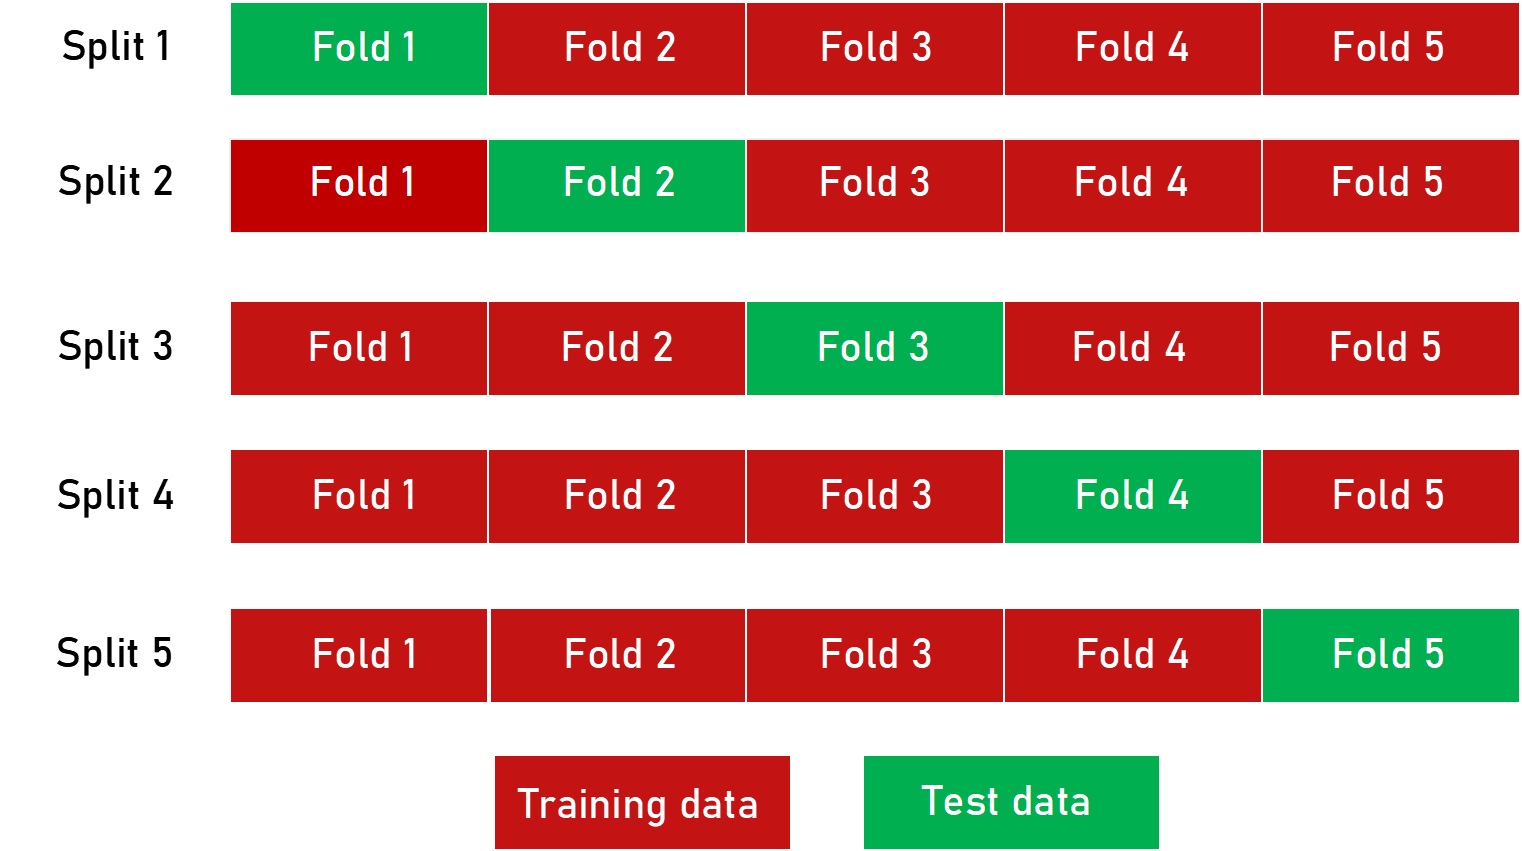 Split 1 Fold 1 Fold 2 Fold 3 Fold 4 Fold 5
Split 2 Fold 1 Fold 2 Fold 3 Fold 4 Fold 5
Split 3 Fold 1 Fold 2 Fold 3 Fold 4 Fold 5
Split 4 Fold 1 Fold 2 Fold 3 Fold 4 Fold 5
Split 5 Fold 1 Fold 2 Fold 3 Fold 4 Fold 5
Training data Test data